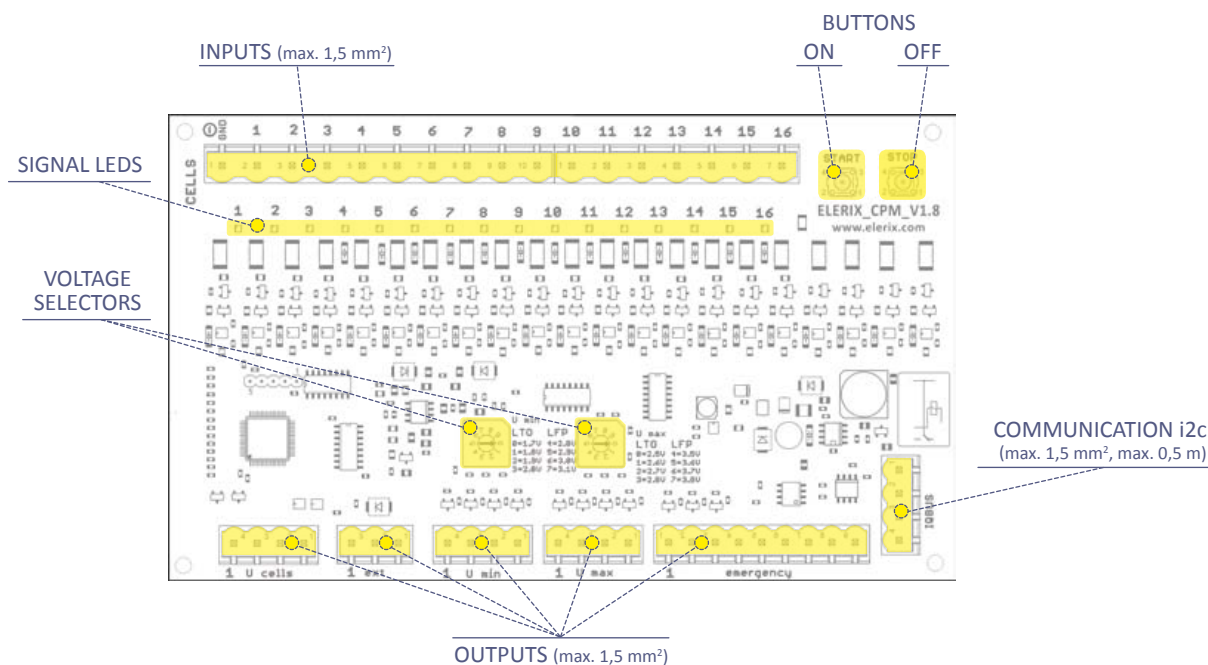 BUTTONS
INPUTS (max. 1,5 mm²)
ON
OFF
GND 1 2 3 4 5 6 7 8 9 10 11 12 13 14 15 16
CELLS
START
STOP
SIGNAL LEDS
1 2 3 4 5 6 7 8 9 10 11 12 13 14 15 16
ELERIX_CPM_V1.8
www.elerix.com
VOLTAGE
SELECTORS
U min
LTO LFP
U max
LTO LFP
COMMUNICATION i2c
(max. 1,5 mm², max. 0,5 m)
IQBUS
1 U cells
1 ext
1 U min
1 U max
1 emergency
OUTPUTS (max. 1,5 mm²)